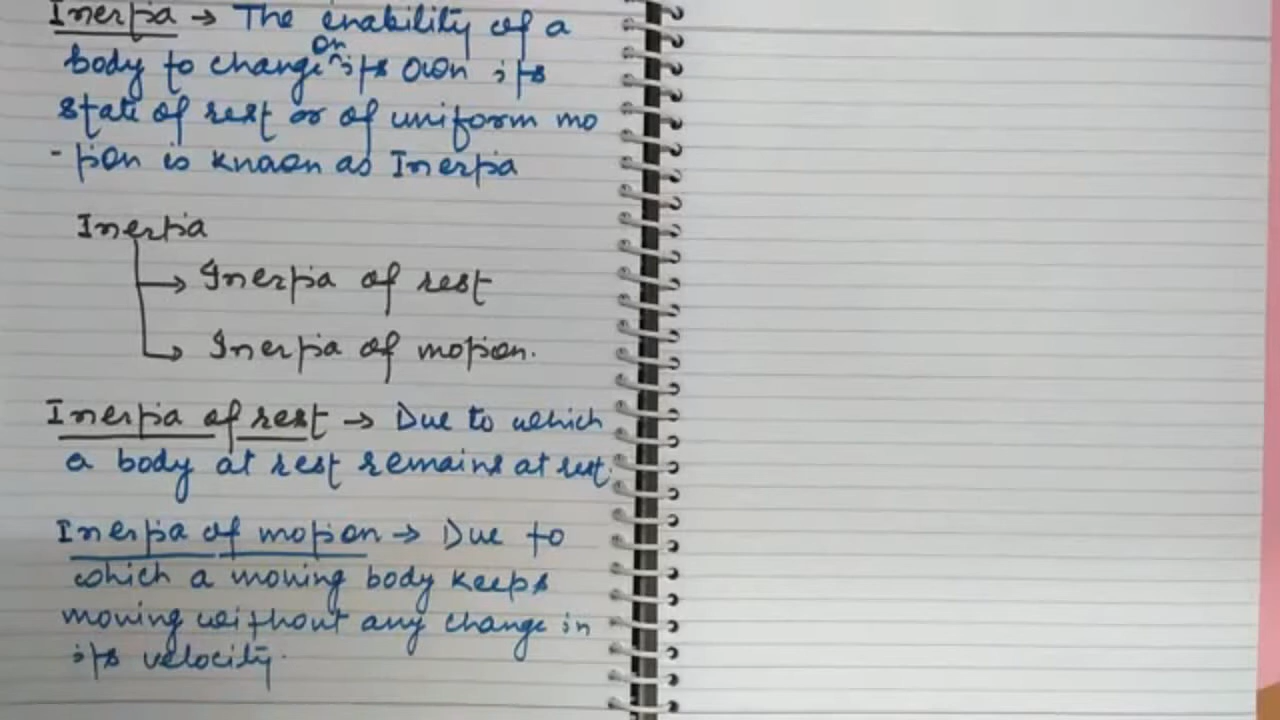 Inertia → The enability of a
body to change on its own its
state of rest or of uniform mo
-tion is knaon as Inertia
Inertia
→ Inertia of rest
→ Inertia of motion.
Inertia of rest → Due to which
a body at rest remains at rest.
Inertia of motion → Due to
which a moving body keeps
moving without any change in
its velocity.